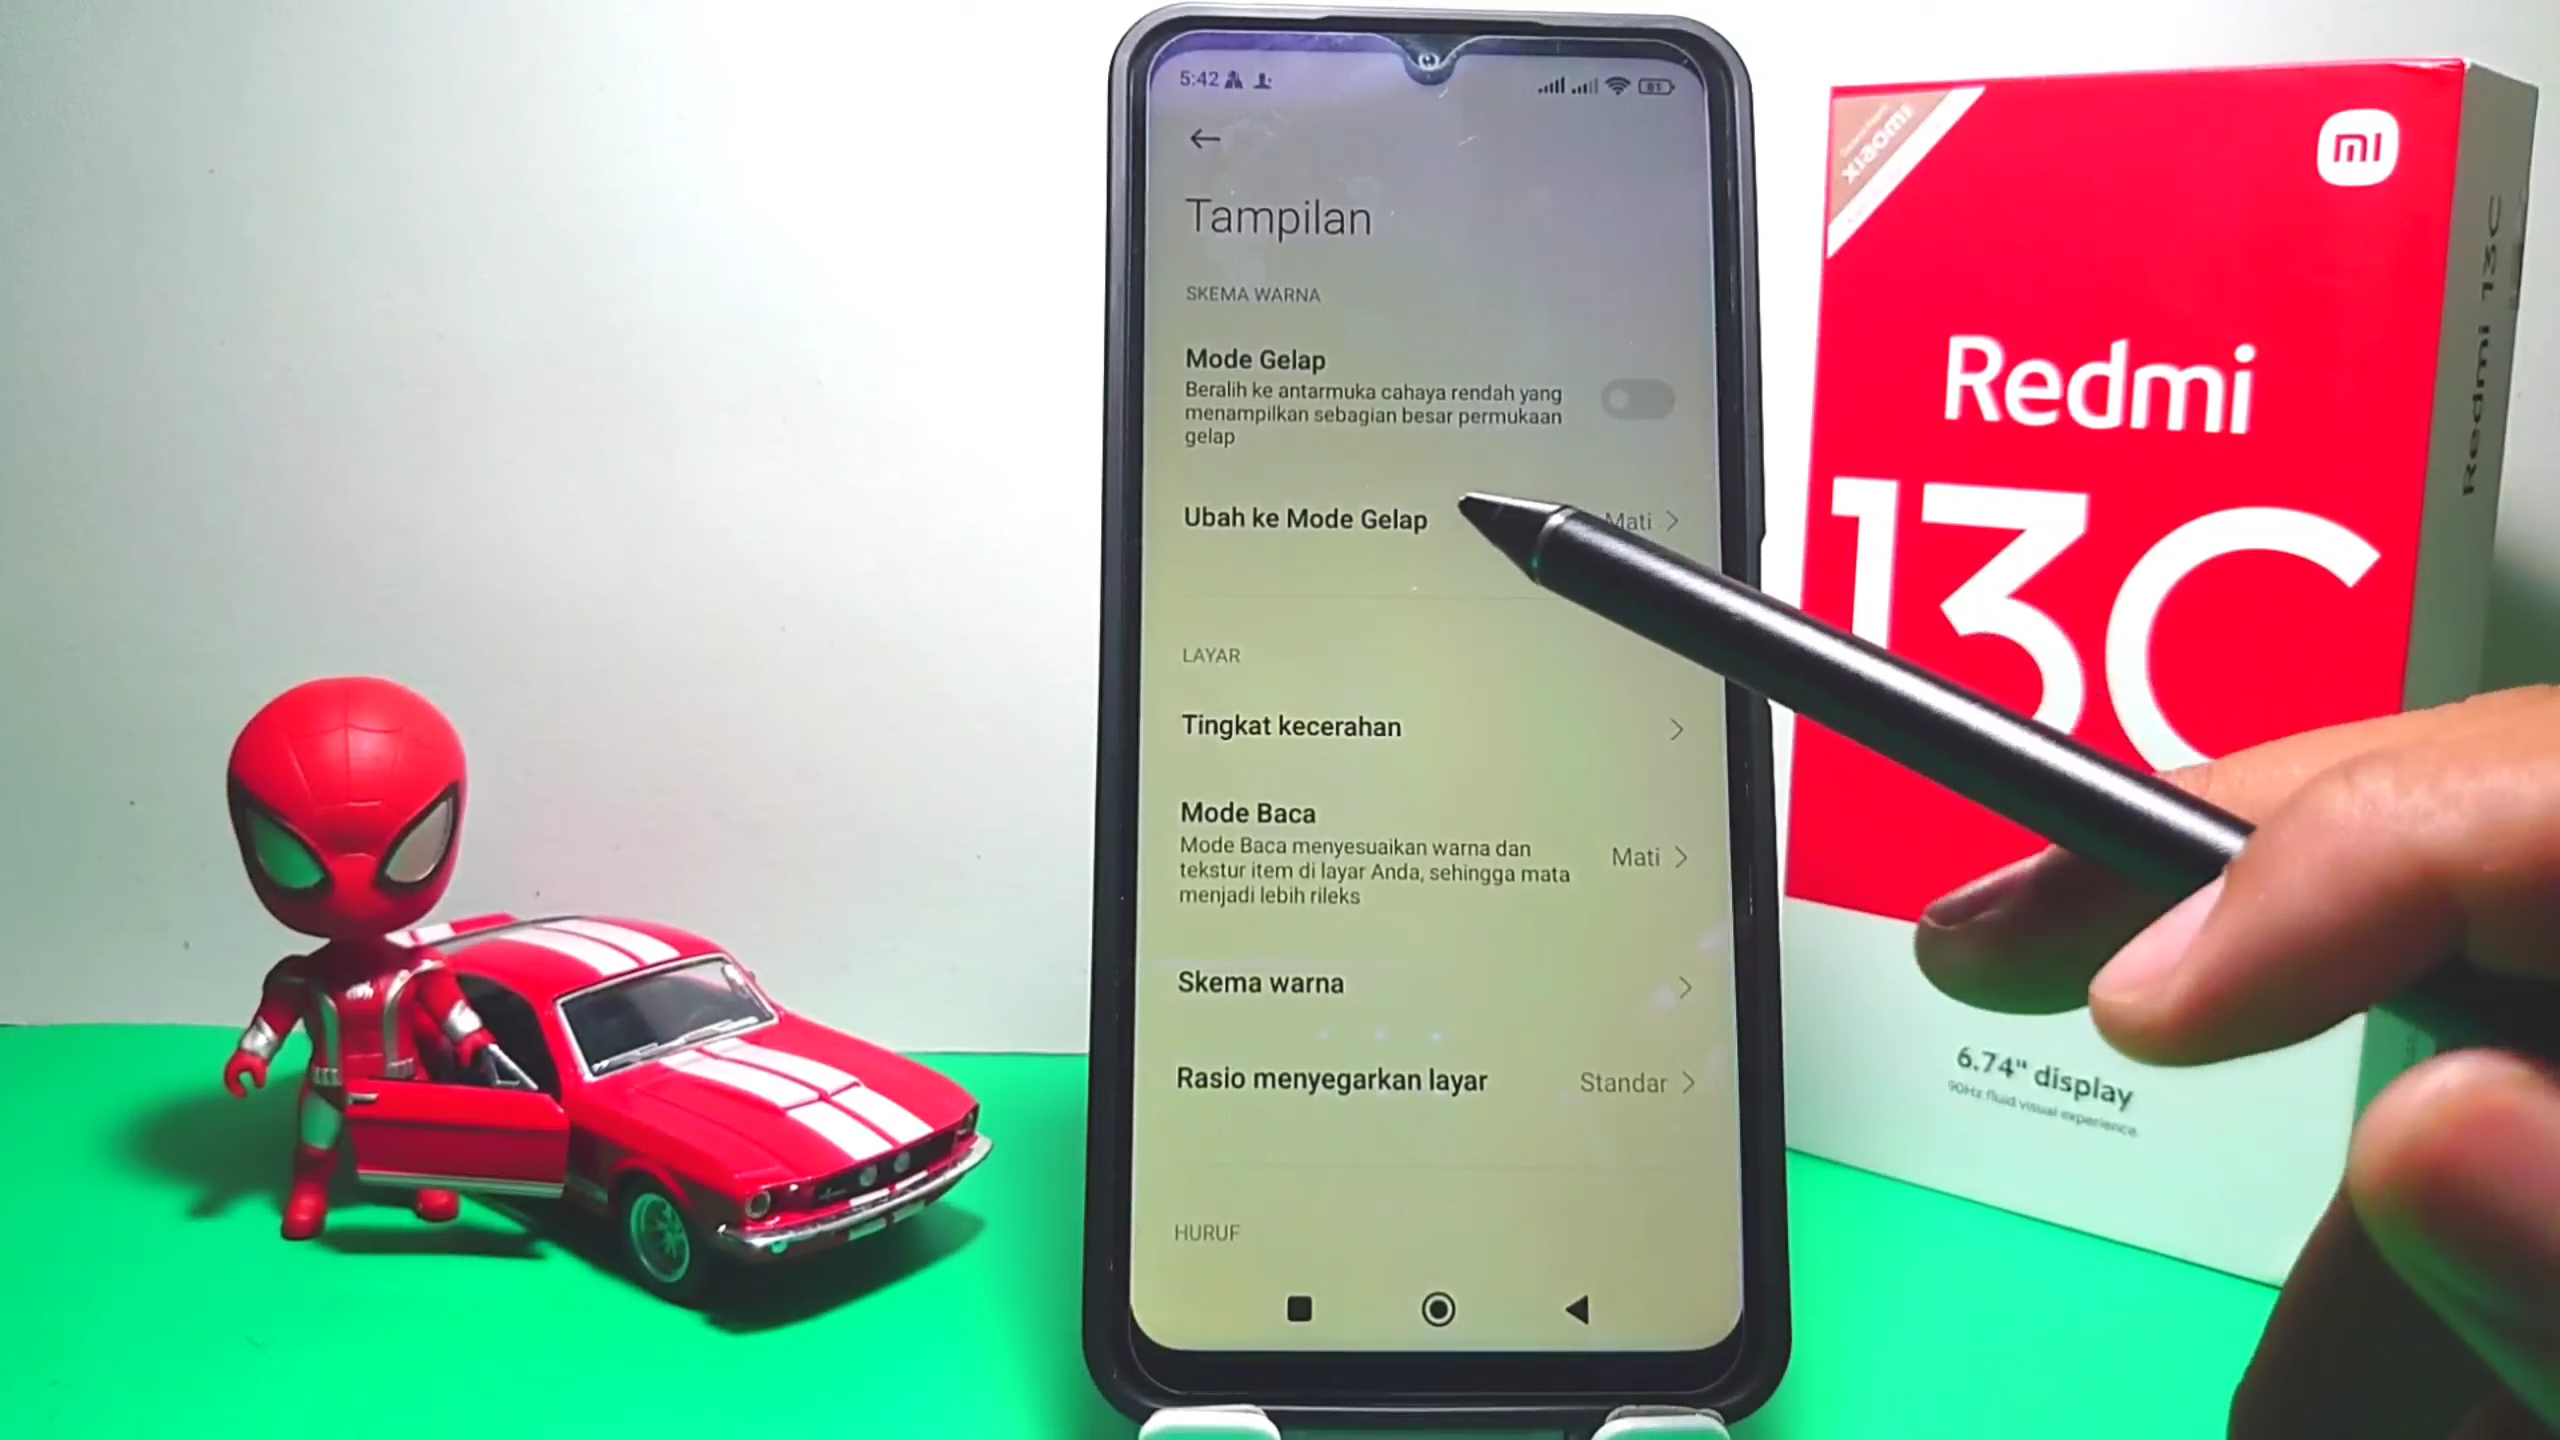 5:42
81
Tampilan
SKEMA WARNA
Mode Gelap
Beralih ke antarmuka cahaya rendah yang
menampilkan sebagian besar permukaan
gelap
Ubah ke Mode Gelap
Mati
LAYAR
Tingkat kecerahan
Mode Baca
Mode Baca menyesuaikan warna dan
tekstur item di layar Anda, sehingga mata
menjadi lebih rileks
Mati
Skema warna
Rasio menyegarkan layar
Standar
HURUF
xiaomi
mi
Redmi
13C
6.74" display
90Hz fluid visual experience
Redmi 13C